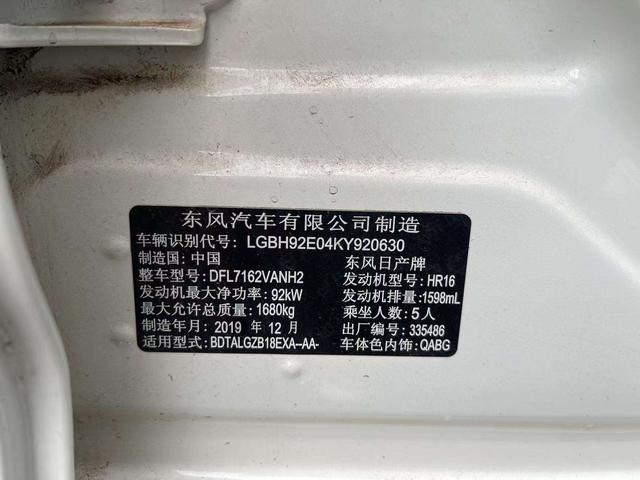 东风汽车有限公司制造
车辆识别代号: LGBH92E04KY920630
制造国: 中国 东风日产牌
整车型号: DFL7162VANH2 发动机型号: HR16
发动机最大净功率: 92kW 发动机排量: 1598mL
最大允许总质量: 1680kg 乘坐人数: 5人
制造年月: 2019 年 12 月 出厂编号: 335486
适用型式: BDTALGZB18EXA--AA- 车体色内饰: QABG